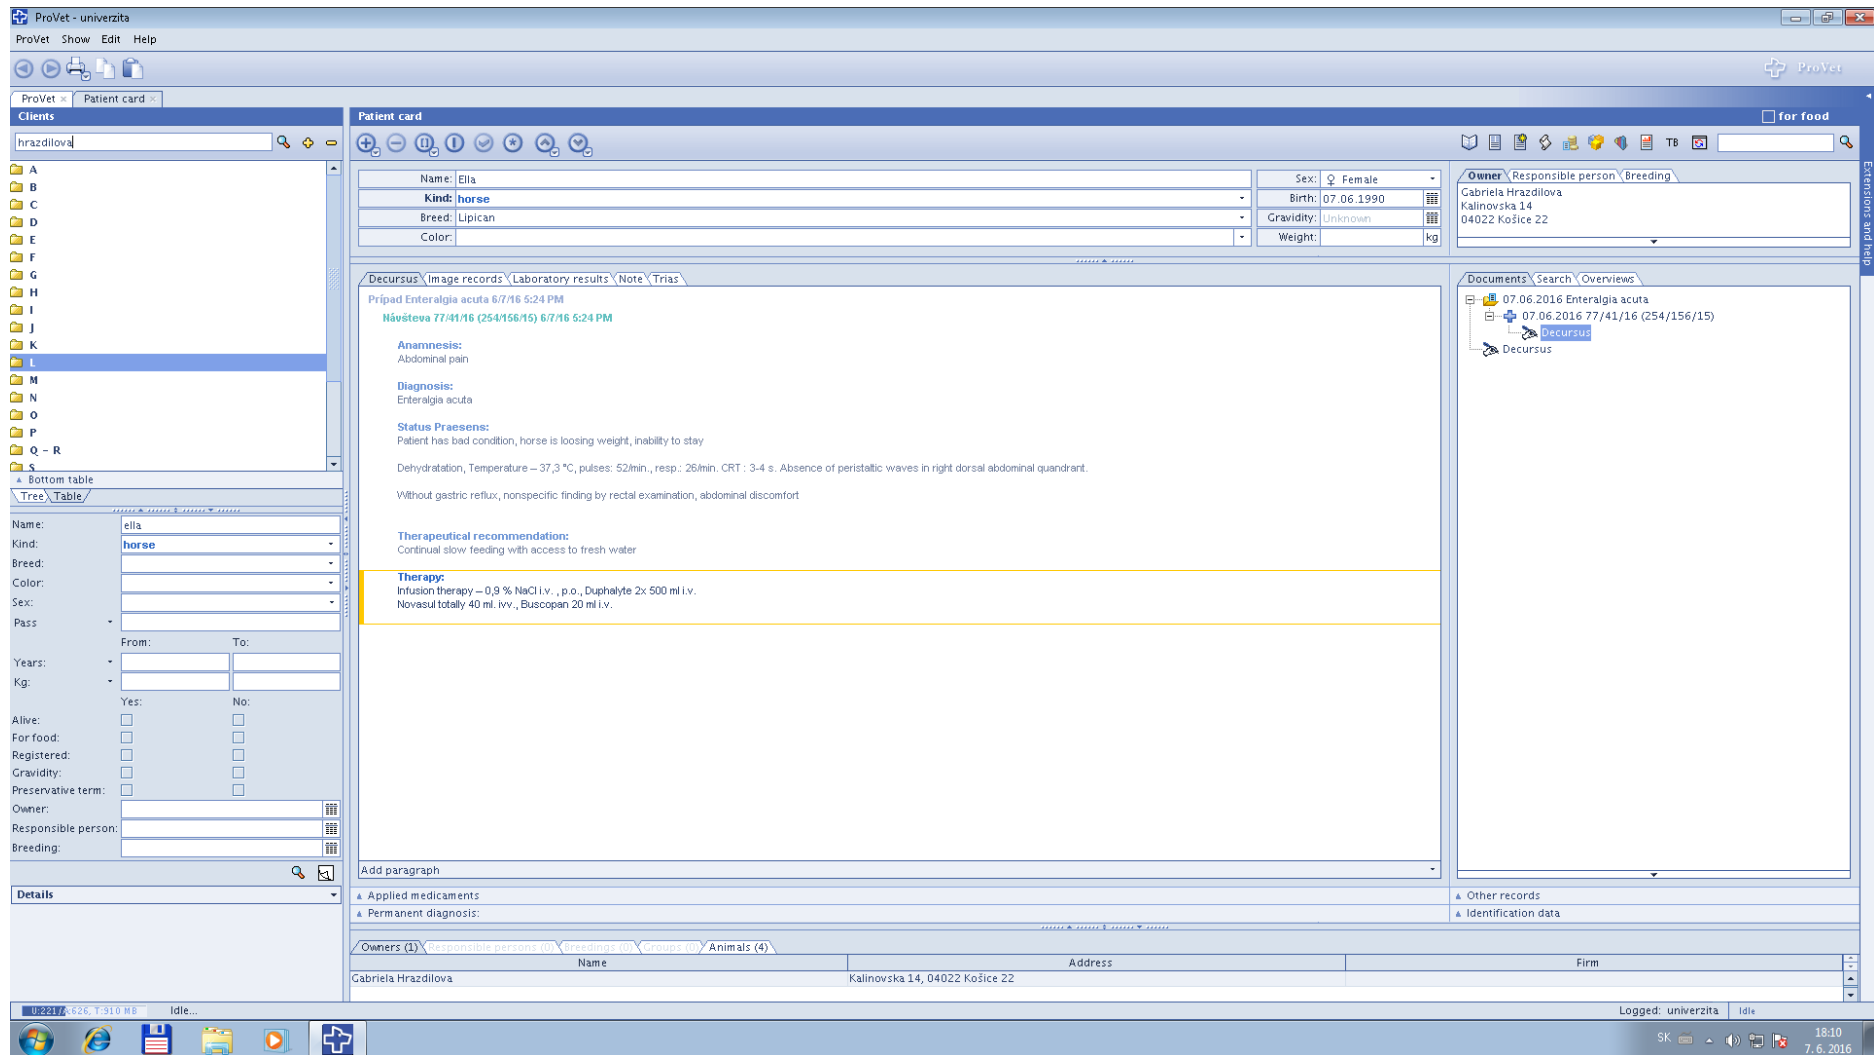 ProVet - univerzita
ProVet Show Edit Help
ProVet
ProVet Patient card
Clients
hrazdilova
A
B
C
D
E
F
G
H
I
J
K
L
M
N
O
P
Q - R
S
Bottom table
Tree Table
Name: ella
Kind: horse
Breed:
Color:
Sex:
Pass
From: To:
Years:
Kg:
Yes: No:
Alive:
For food:
Registered:
Gravidity:
Preservative term:
Owner:
Responsible person:
Breeding:
Details
Patient card for food
TB
Name: Ella Sex: ♀ Female
Kind: horse Birth: 07.06.1990
Breed: Lipican Gravidity: Unknown
Color: Weight: kg
Owner Responsible person Breeding
Gabriela Hrazdilova
Kalinovska 14
04022 Košice 22
Extensions and help
Decursus Image records Laboratory results Note Trias
Prípad Enteralgia acuta 6/7/16 5:24 PM
Návšteva 77/41/16 (254/156/15) 6/7/16 5:24 PM
Anamnesis:
Abdominal pain
Diagnosis:
Enteralgia acuta
Status Praesens:
Patient has bad condition, horse is loosing weight, inability to stay
Dehydratation, Temperature – 37,3 °C, pulses: 52/min., resp.: 26/min. CRT : 3-4 s. Absence of peristaltic waves in right dorsal abdominal quandrant.
Without gastric reflux, nonspecific finding by rectal examination, abdominal discomfort
Therapeutical recommendation:
Continual slow feeding with access to fresh water
Therapy:
Infusion therapy – 0,9 % NaCl i.v. , p.o., Duphalyte 2x 500 ml i.v.
Novasul totally 40 ml. ivv., Buscopan 20 ml i.v.
Add paragraph
Applied medicaments
Permanent diagnosis:
Documents Search Overviews
07.06.2016 Enteralgia acuta
07.06.2016 77/41/16 (254/156/15)
Decursus
Decursus
Other records
Identification data
Owners (1) Responsible persons (0) Breedings (0) Groups (0) Animals (4)
Name Address Firm
Gabriela Hrazdilova Kalinovska 14, 04022 Košice 22
Idle...
Logged: univerzita Idle
SK 18:10
7. 6. 2016